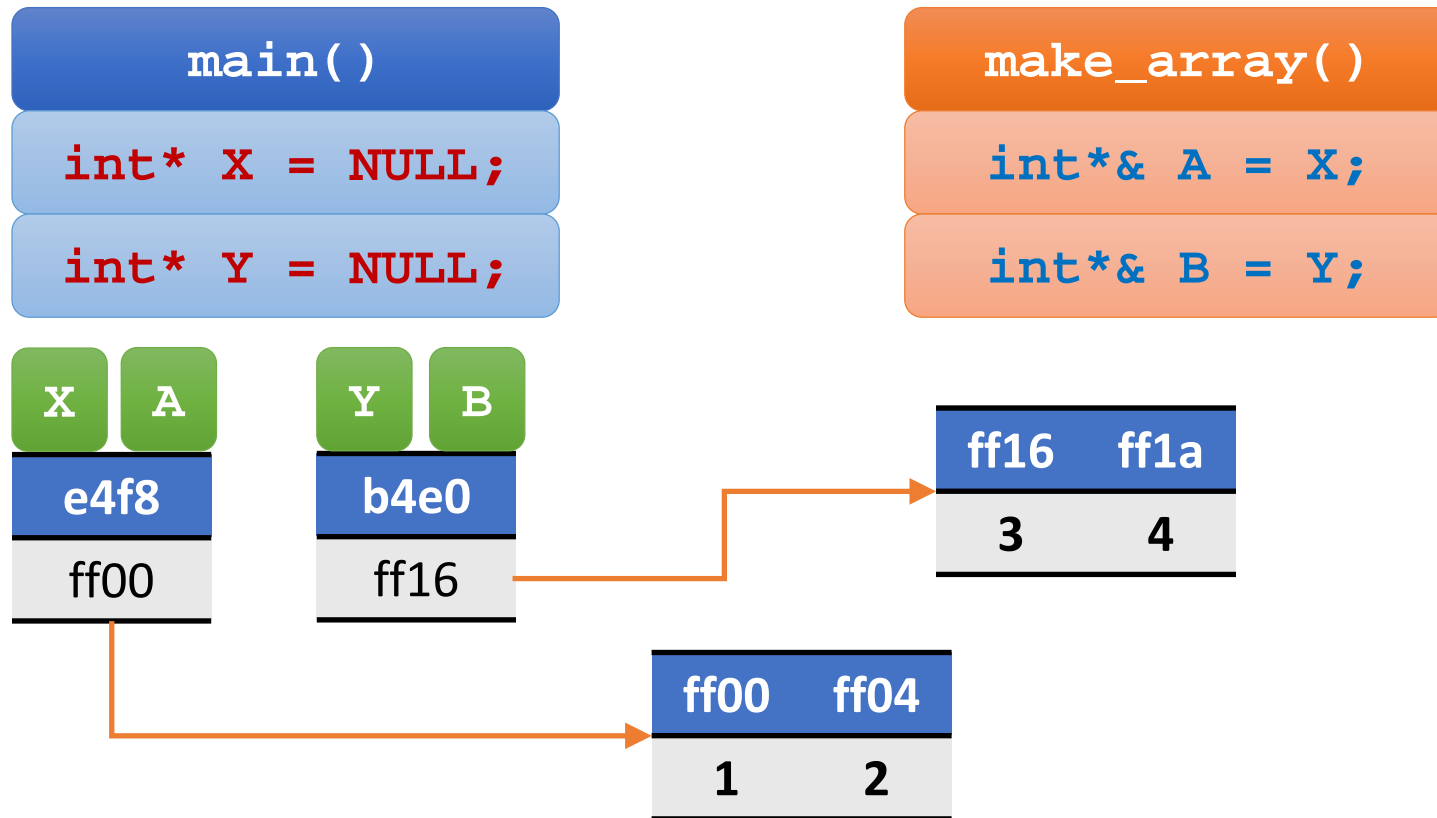 main()
int* X = NULL;
int* Y = NULL;
make_array()
int*& A = X;
int*& B = Y;
X A
e4f8
ff00
Y B
b4e0
ff16
ff16 ff1a
3 4
ff00 ff04
1 2